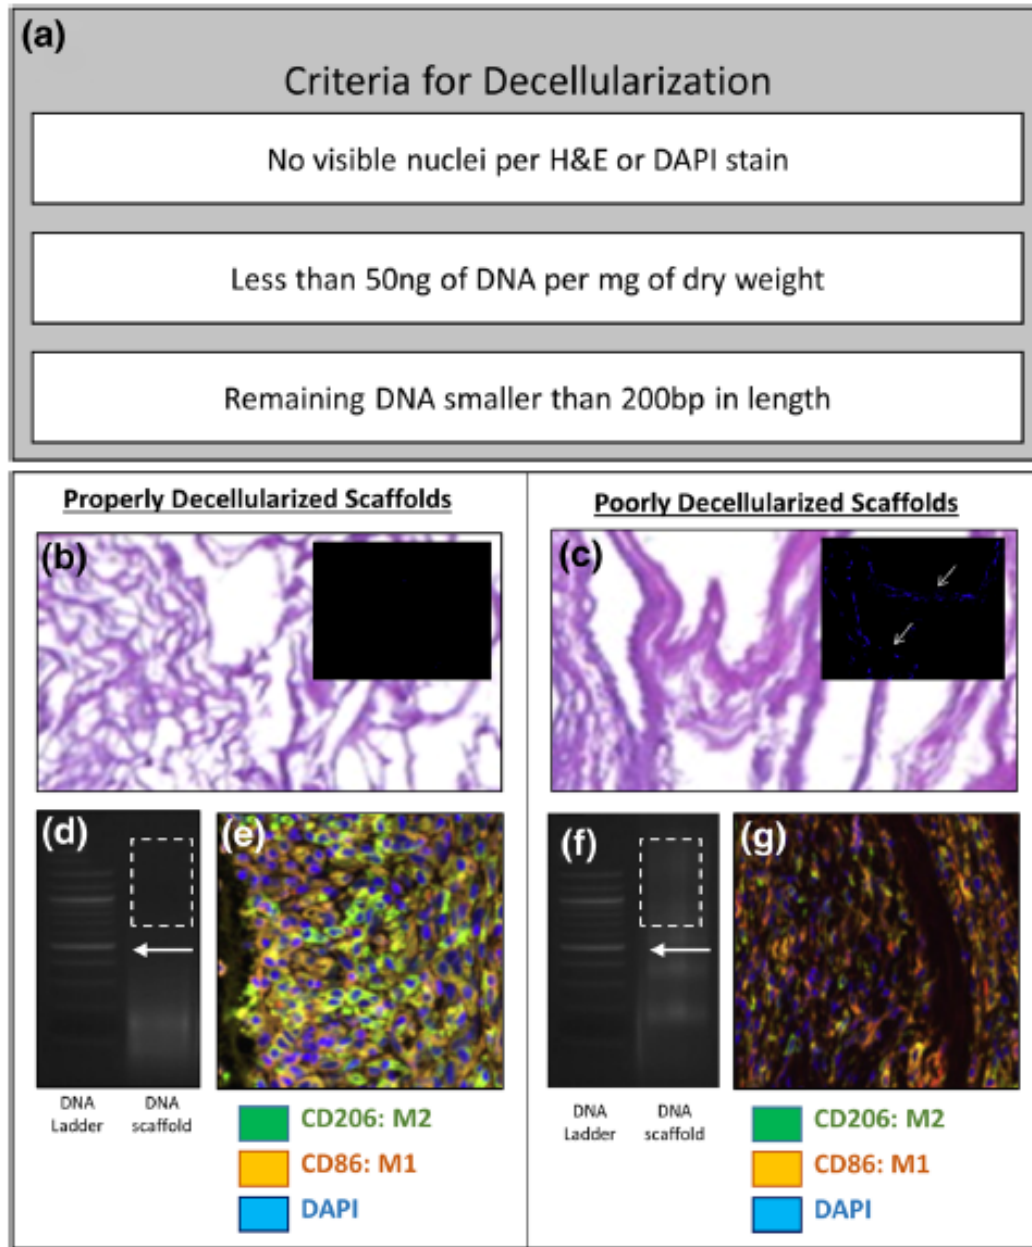 (a)
Criteria for Decellularization
No visible nuclei per H&E or DAPI stain
Less than 50ng of DNA per mg of dry weight
Remaining DNA smaller than 200bp in length
Properly Decellularized Scaffolds
(b)
(d)
(e)
DNA
Ladder
DNA
scaffold
CD206: M2
CD86: M1
DAPI
Poorly Decellularized Scaffolds
(c)
(f)
(g)
DNA
Ladder
DNA
scaffold
CD206: M2
CD86: M1
DAPI